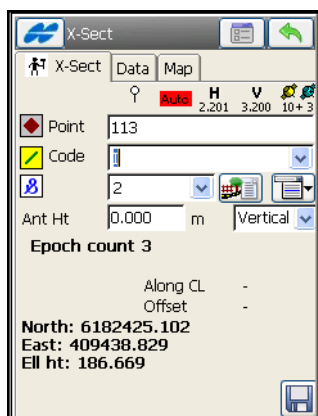 X-Sect
X-Sect Data Map
Auto H V
2.201 3.200 10+3
Point 113
Code
2
Ant Ht 0.000 m Vertical
Epoch count 3
Along CL -
Offset -
North: 6182425.102
East: 409438.829
Ell ht: 186.669